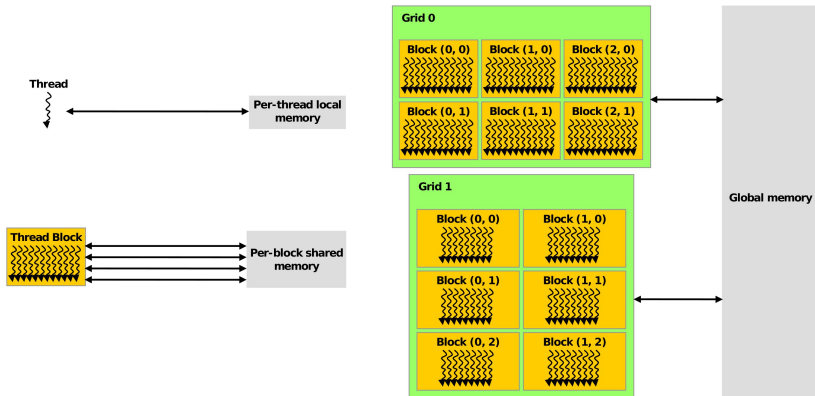 Thread
Per-thread local
memory
Thread Block
Per-block shared
memory
Grid 0
Block (0, 0)
Block (1, 0)
Block (2, 0)
Block (0, 1)
Block (1, 1)
Block (2, 1)
Grid 1
Block (0, 0)
Block (1, 0)
Block (0, 1)
Block (1, 1)
Block (0, 2)
Block (1, 2)
Global memory